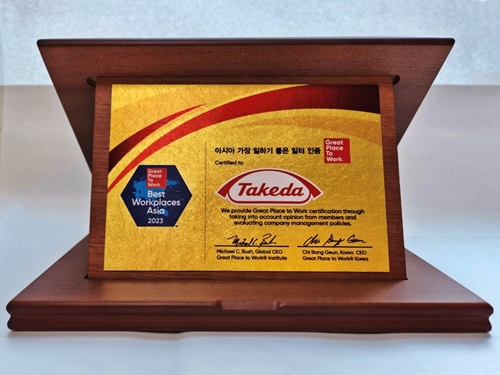 아시아 가장 일하기 좋은 일터 인증
Great
Place
To
Work.
Certified to
Takeda
Great
Place
To
Work.
Best
Workplaces
Asia
2023
We provide Great Place to Work certification through
taking into account opinion from members and
evaluating company management policies.
Michael C. Bush, Global CEO
Great Place to Work® Institute
Chi Bang Geun, Korea CEO
Great Place to Work® Korea